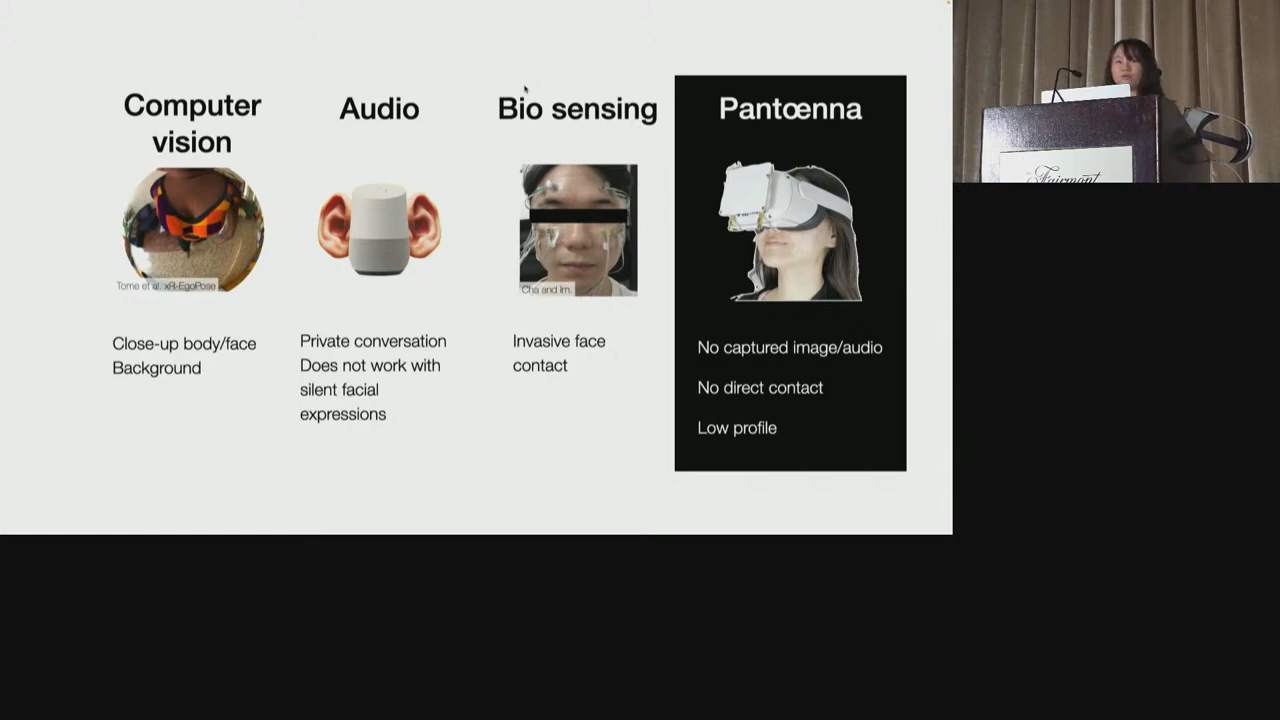 Computer
vision
Tome et al. xR-EgoPose
Close-up body/face
Background
Audio
Private conversation
Does not work with
silent facial
expressions
Bio sensing
Cha and Im.
Invasive face
contact
Pantœnna
No captured image/audio
No direct contact
Low profile
Fairmont